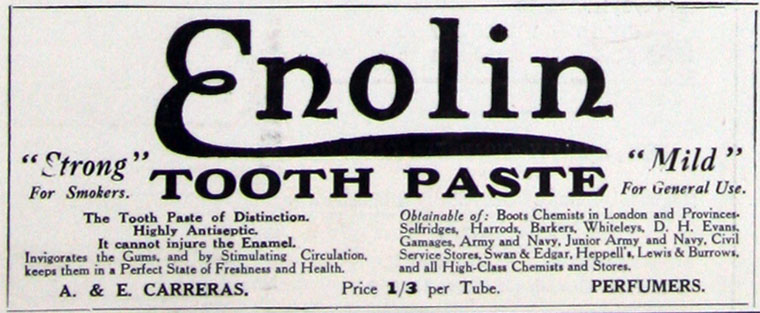 Enolin
"Strong"
For Smokers.
TOOTH PASTE
"Mild"
For General Use.
The Tooth Paste of Distinction.
Highly Antiseptic.
It cannot injure the Enamel.
Invigorates the Gums, and by Stimulating Circulation,
keeps them in a Perfect State of Freshness and Health.
Obtainable of: Boots Chemists in London and Provinces.
Selfridges, Harrods, Barkers, Whiteleys, D. H. Evans,
Gamages, Army and Navy, Junior Army and Navy, Civil
Service Stores, Swan & Edgar, Heppell's, Lewis & Burrows,
and all High-Class Chemists and Stores.
A. & E. CARRERAS.
Price 1/3 per Tube.
PERFUMERS.